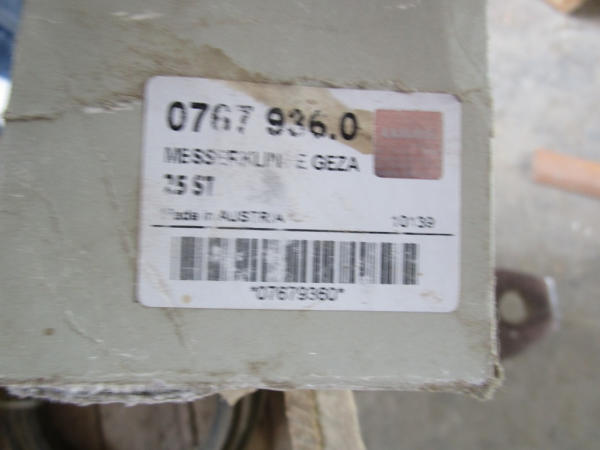 0767 936.0
MESSERKLINGE GEZA
25 ST
Made in AUSTRIA
10139
*07679360*